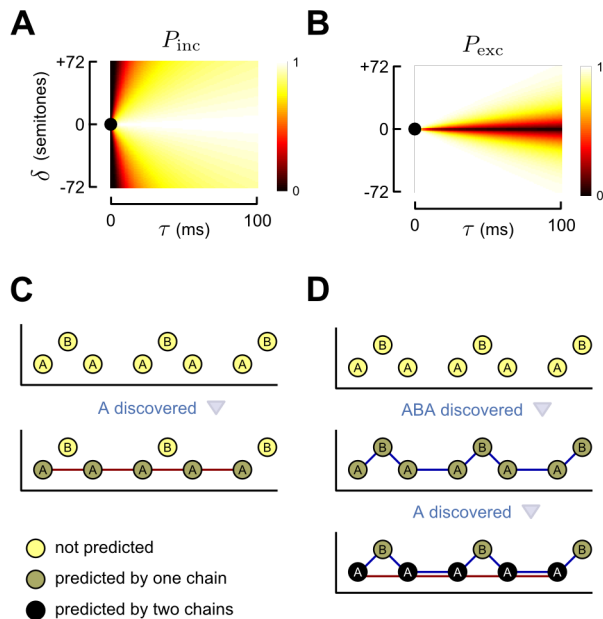 A
P_inc
+72
0
-72
δ (semitones)
1
0
0
100
τ (ms)
B
P_exc
+72
0
-72
1
0
0
100
τ (ms)
C
B B B
A A A A A
A discovered
B B B
A A A A A
not predicted
predicted by one chain
predicted by two chains
D
B B B
A A A A A
ABA discovered
B B B
A A A A A
A discovered
B B B
A A A A A